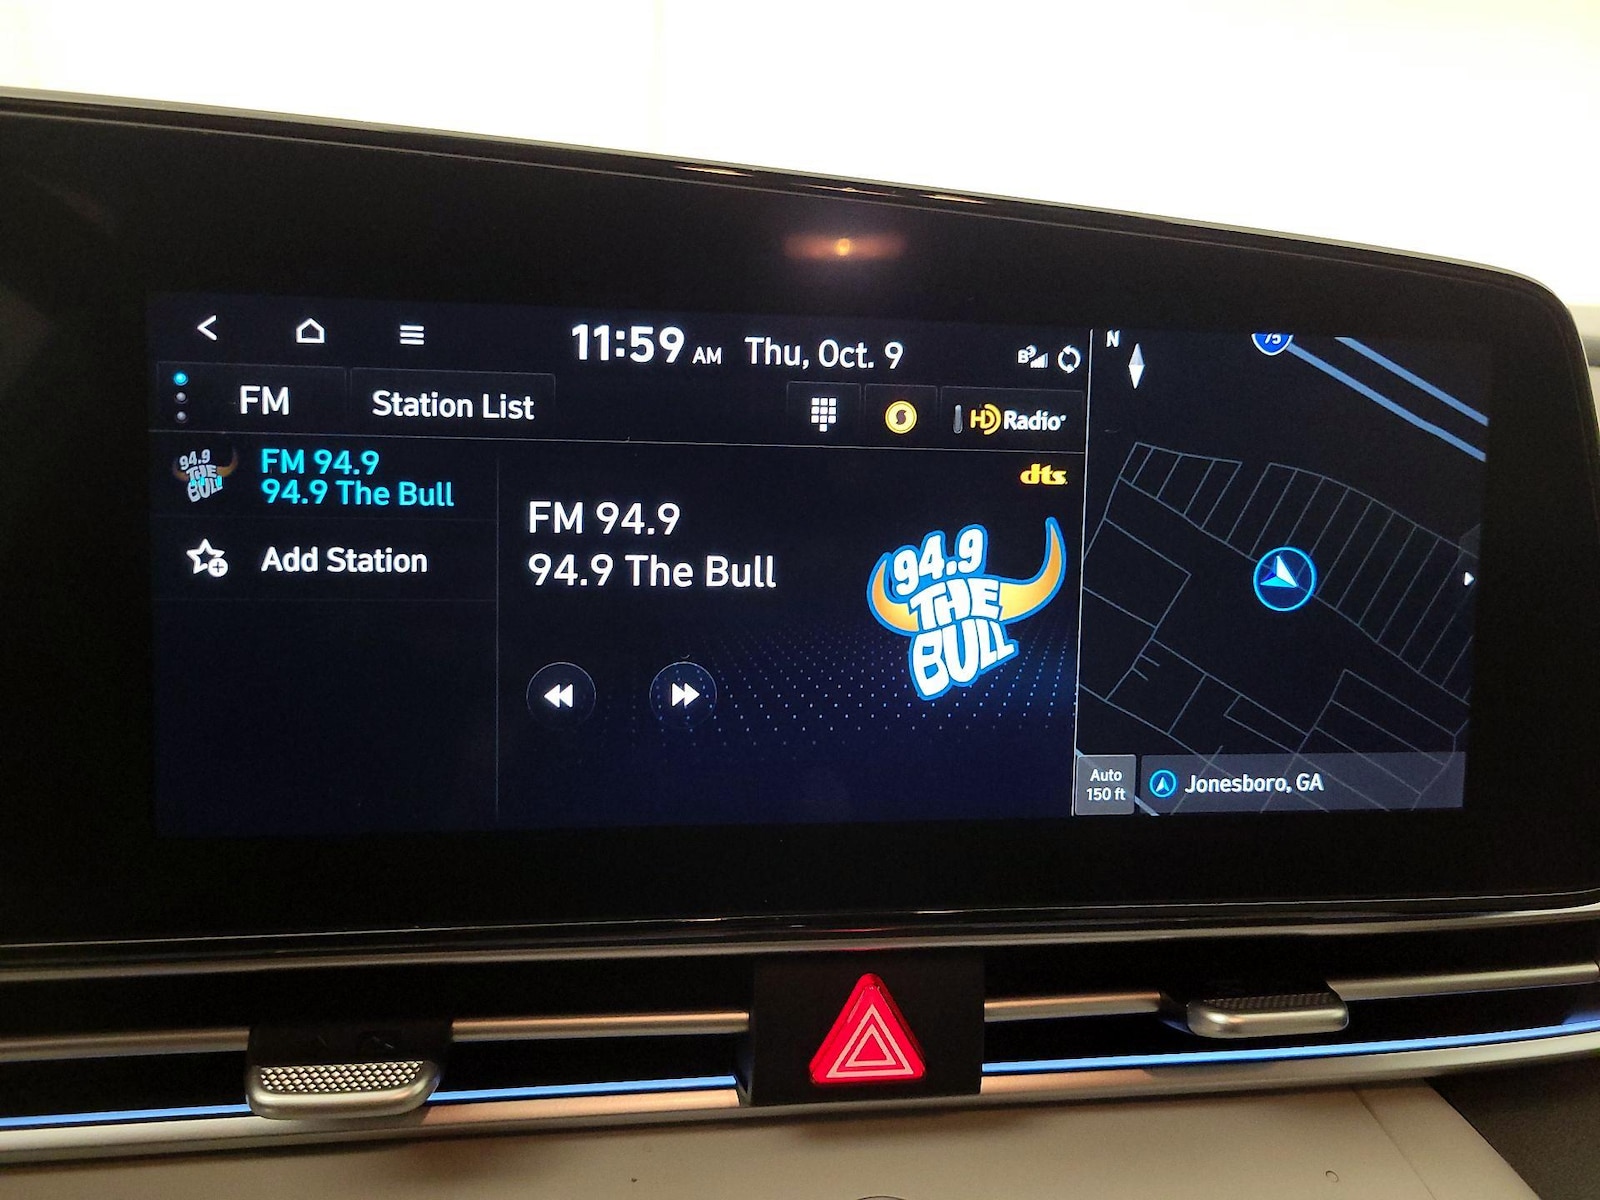 11:59 AM Thu, Oct. 9
FM
Station List
HD Radio
dts
94.9
THE
BULL
FM 94.9
94.9 The Bull
Add Station
FM 94.9
94.9 The Bull
94.9
THE
BULL
N
75
Auto
150 ft
Jonesboro, GA